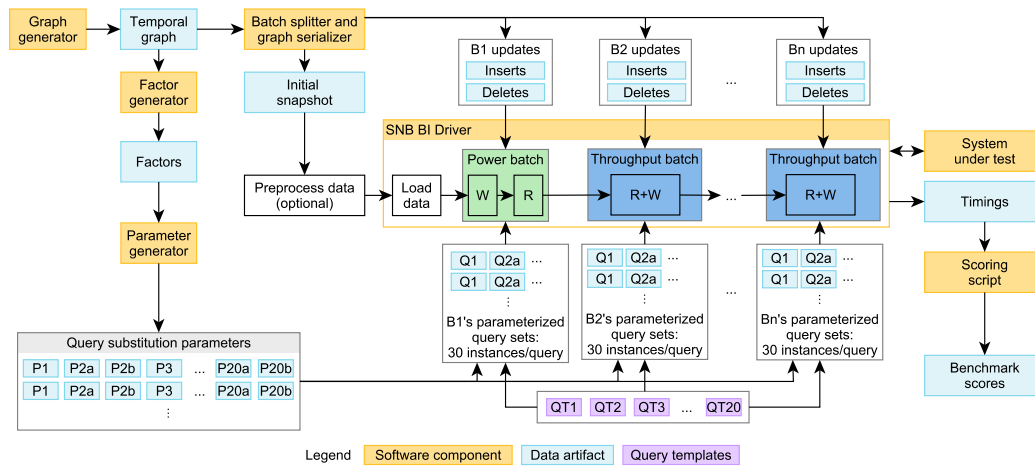 Graph generator
Temporal graph
Batch splitter and graph serializer
B1 updates
Inserts
Deletes
B2 updates
Inserts
Deletes
...
Bn updates
Inserts
Deletes
Factor generator
Initial snapshot
Factors
SNB BI Driver
Preprocess data (optional)
Load data
Power batch
W
R
Throughput batch
R+W
...
Throughput batch
R+W
System under test
Timings
Parameter generator
Q1 Q2a ...
Q1 Q2a ...
⋮
B1's parameterized query sets:
30 instances/query
Q1 Q2a ...
Q1 Q2a ...
⋮
B2's parameterized query sets:
30 instances/query
...
Q1 Q2a ...
Q1 Q2a ...
⋮
Bn's parameterized query sets:
30 instances/query
Scoring script
Benchmark scores
Query substitution parameters
P1 P2a P2b P3 ... P20a P20b
P1 P2a P2b P3 ... P20a P20b
⋮
QT1 QT2 QT3 ... QT20
Legend Software component Data artifact Query templates